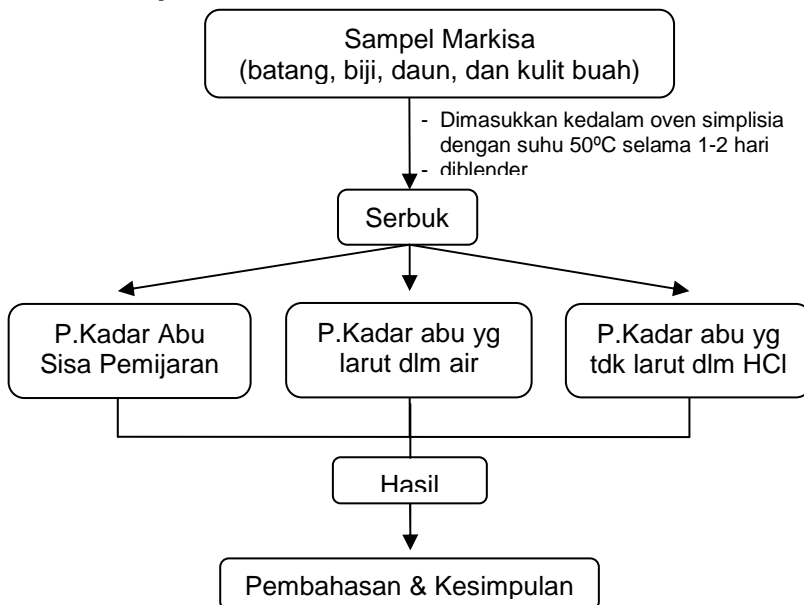 Sampel Markisa
(batang, biji, daun, dan kulit buah)
- Dimasukkan kedalam oven simplisia
dengan suhu 50ºC selama 1-2 hari
- diblender
Serbuk
P.Kadar Abu
Sisa Pemijaran
P.Kadar abu yg
larut dlm air
P.Kadar abu yg
tdk larut dlm HCl
Hasil
Pembahasan & Kesimpulan